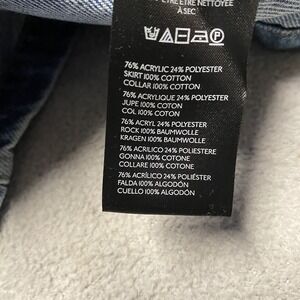 ÊTRE NETTOYÉE
À SEC
P
76% ACRYLIC 24% POLYESTER
SKIRT 100% COTTON
COLLAR 100% COTTON
76% ACRYLIQUE 24% POLYESTER
JUPE 100% COTON
COL 100% COTON
76% ACRYL 24% POLYESTER
ROCK 100% BAUMWOLLE
KRAGEN 100% BAUMWOLLE
76% ACRILICO 24% POLIESTERE
GONNA 100% COTONE
COLLARE 100% COTONE
76% ACRÍLICO 24% POLIÉSTER
FALDA 100% ALGODÓN
CUELLO 100% ALGODÓN